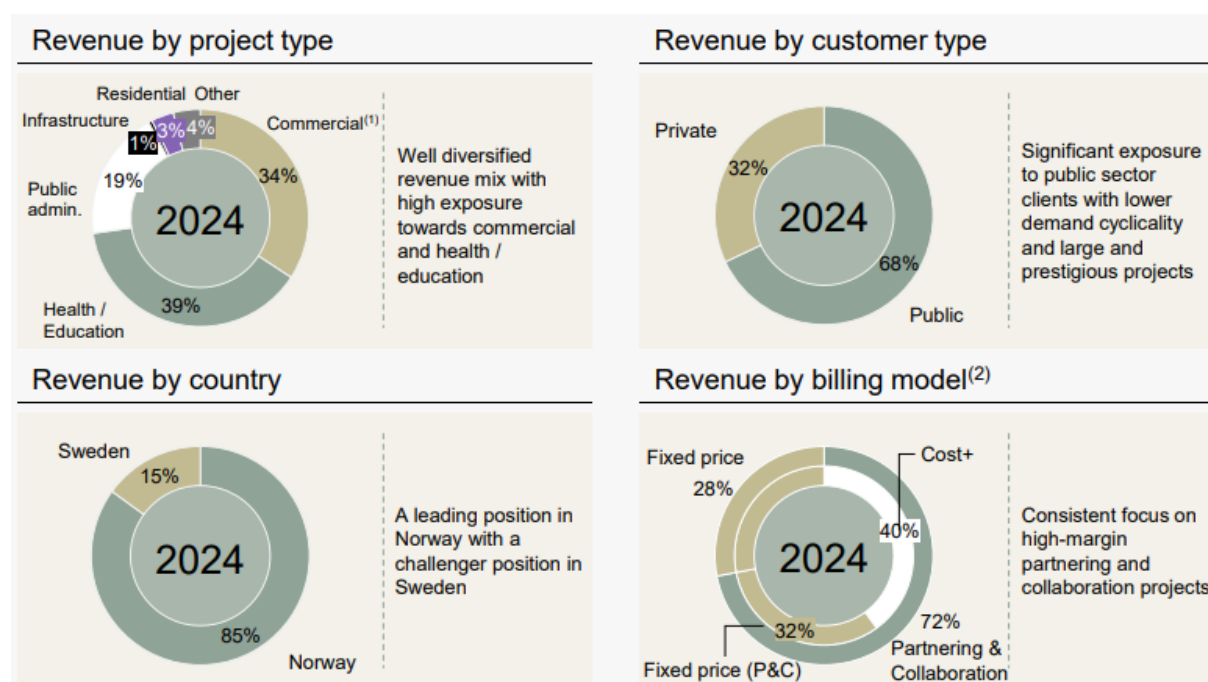 Revenue by project type
Residential Other
Infrastructure
Commercial(1)
1%
3%
4%
34%
19%
Public
admin.
2024
39%
Health /
Education
Well diversified
revenue mix with
high exposure
towards commercial
and health /
education
Revenue by customer type
Private
32%
2024
68%
Public
Significant exposure
to public sector
clients with lower
demand cyclicality
and large and
prestigious projects
Revenue by country
Sweden
15%
2024
85%
Norway
A leading position in
Norway with a
challenger position in
Sweden
Revenue by billing model(2)
Fixed price
28%
Cost+
40%
2024
32%
72%
Partnering &
Collaboration
Fixed price (P&C)
Consistent focus on
high-margin
partnering and
collaboration projects